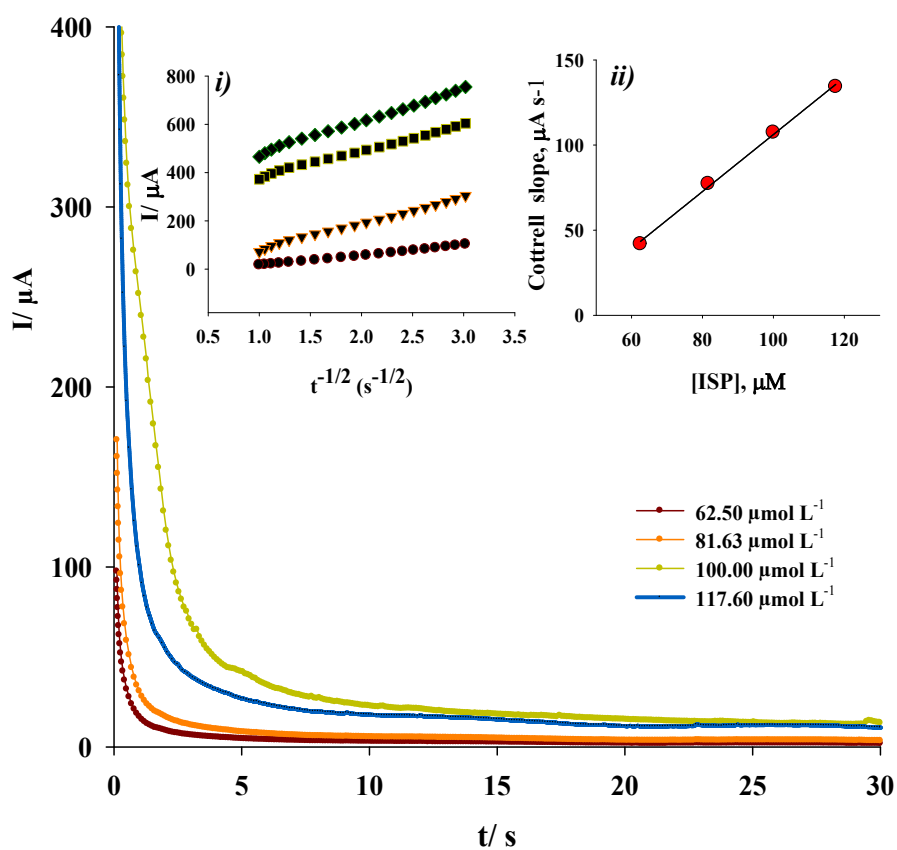 400
300
200
100
0
I/ µA
0
5
10
15
20
25
30
t/ s
i)
800
600
400
200
0
I/ µA
0.5
1.0
1.5
2.0
2.5
3.0
3.5
t-1/2 (s-1/2)
ii)
150
100
50
0
Cottrell slope, µA s-1
60
80
100
120
[ISP], µM
62.50 µmol L-1
81.63 µmol L-1
100.00 µmol L-1
117.60 µmol L-1